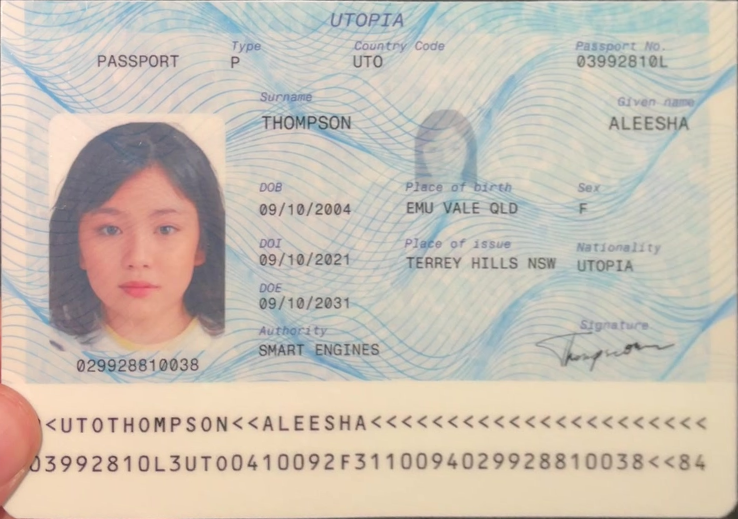 UTOPIA
PASSPORT
Type
P
Country Code
UTO
Passport No.
03992810L
Surname
THOMPSON
Given name
ALEESHA
DOB
09/10/2004
Place of birth
EMU VALE QLD
Sex
F
DOI
09/10/2021
Place of issue
TERREY HILLS NSW
Nationality
UTOPIA
DOE
09/10/2031
Authority
SMART ENGINES
Signature
Thompson
029928810038
<UTOTHOMPSON<<ALEESHA<<<<<<<<<<<<<<<<<<<<<<
03992810L3UTO0410092F3110094029928810038<<84